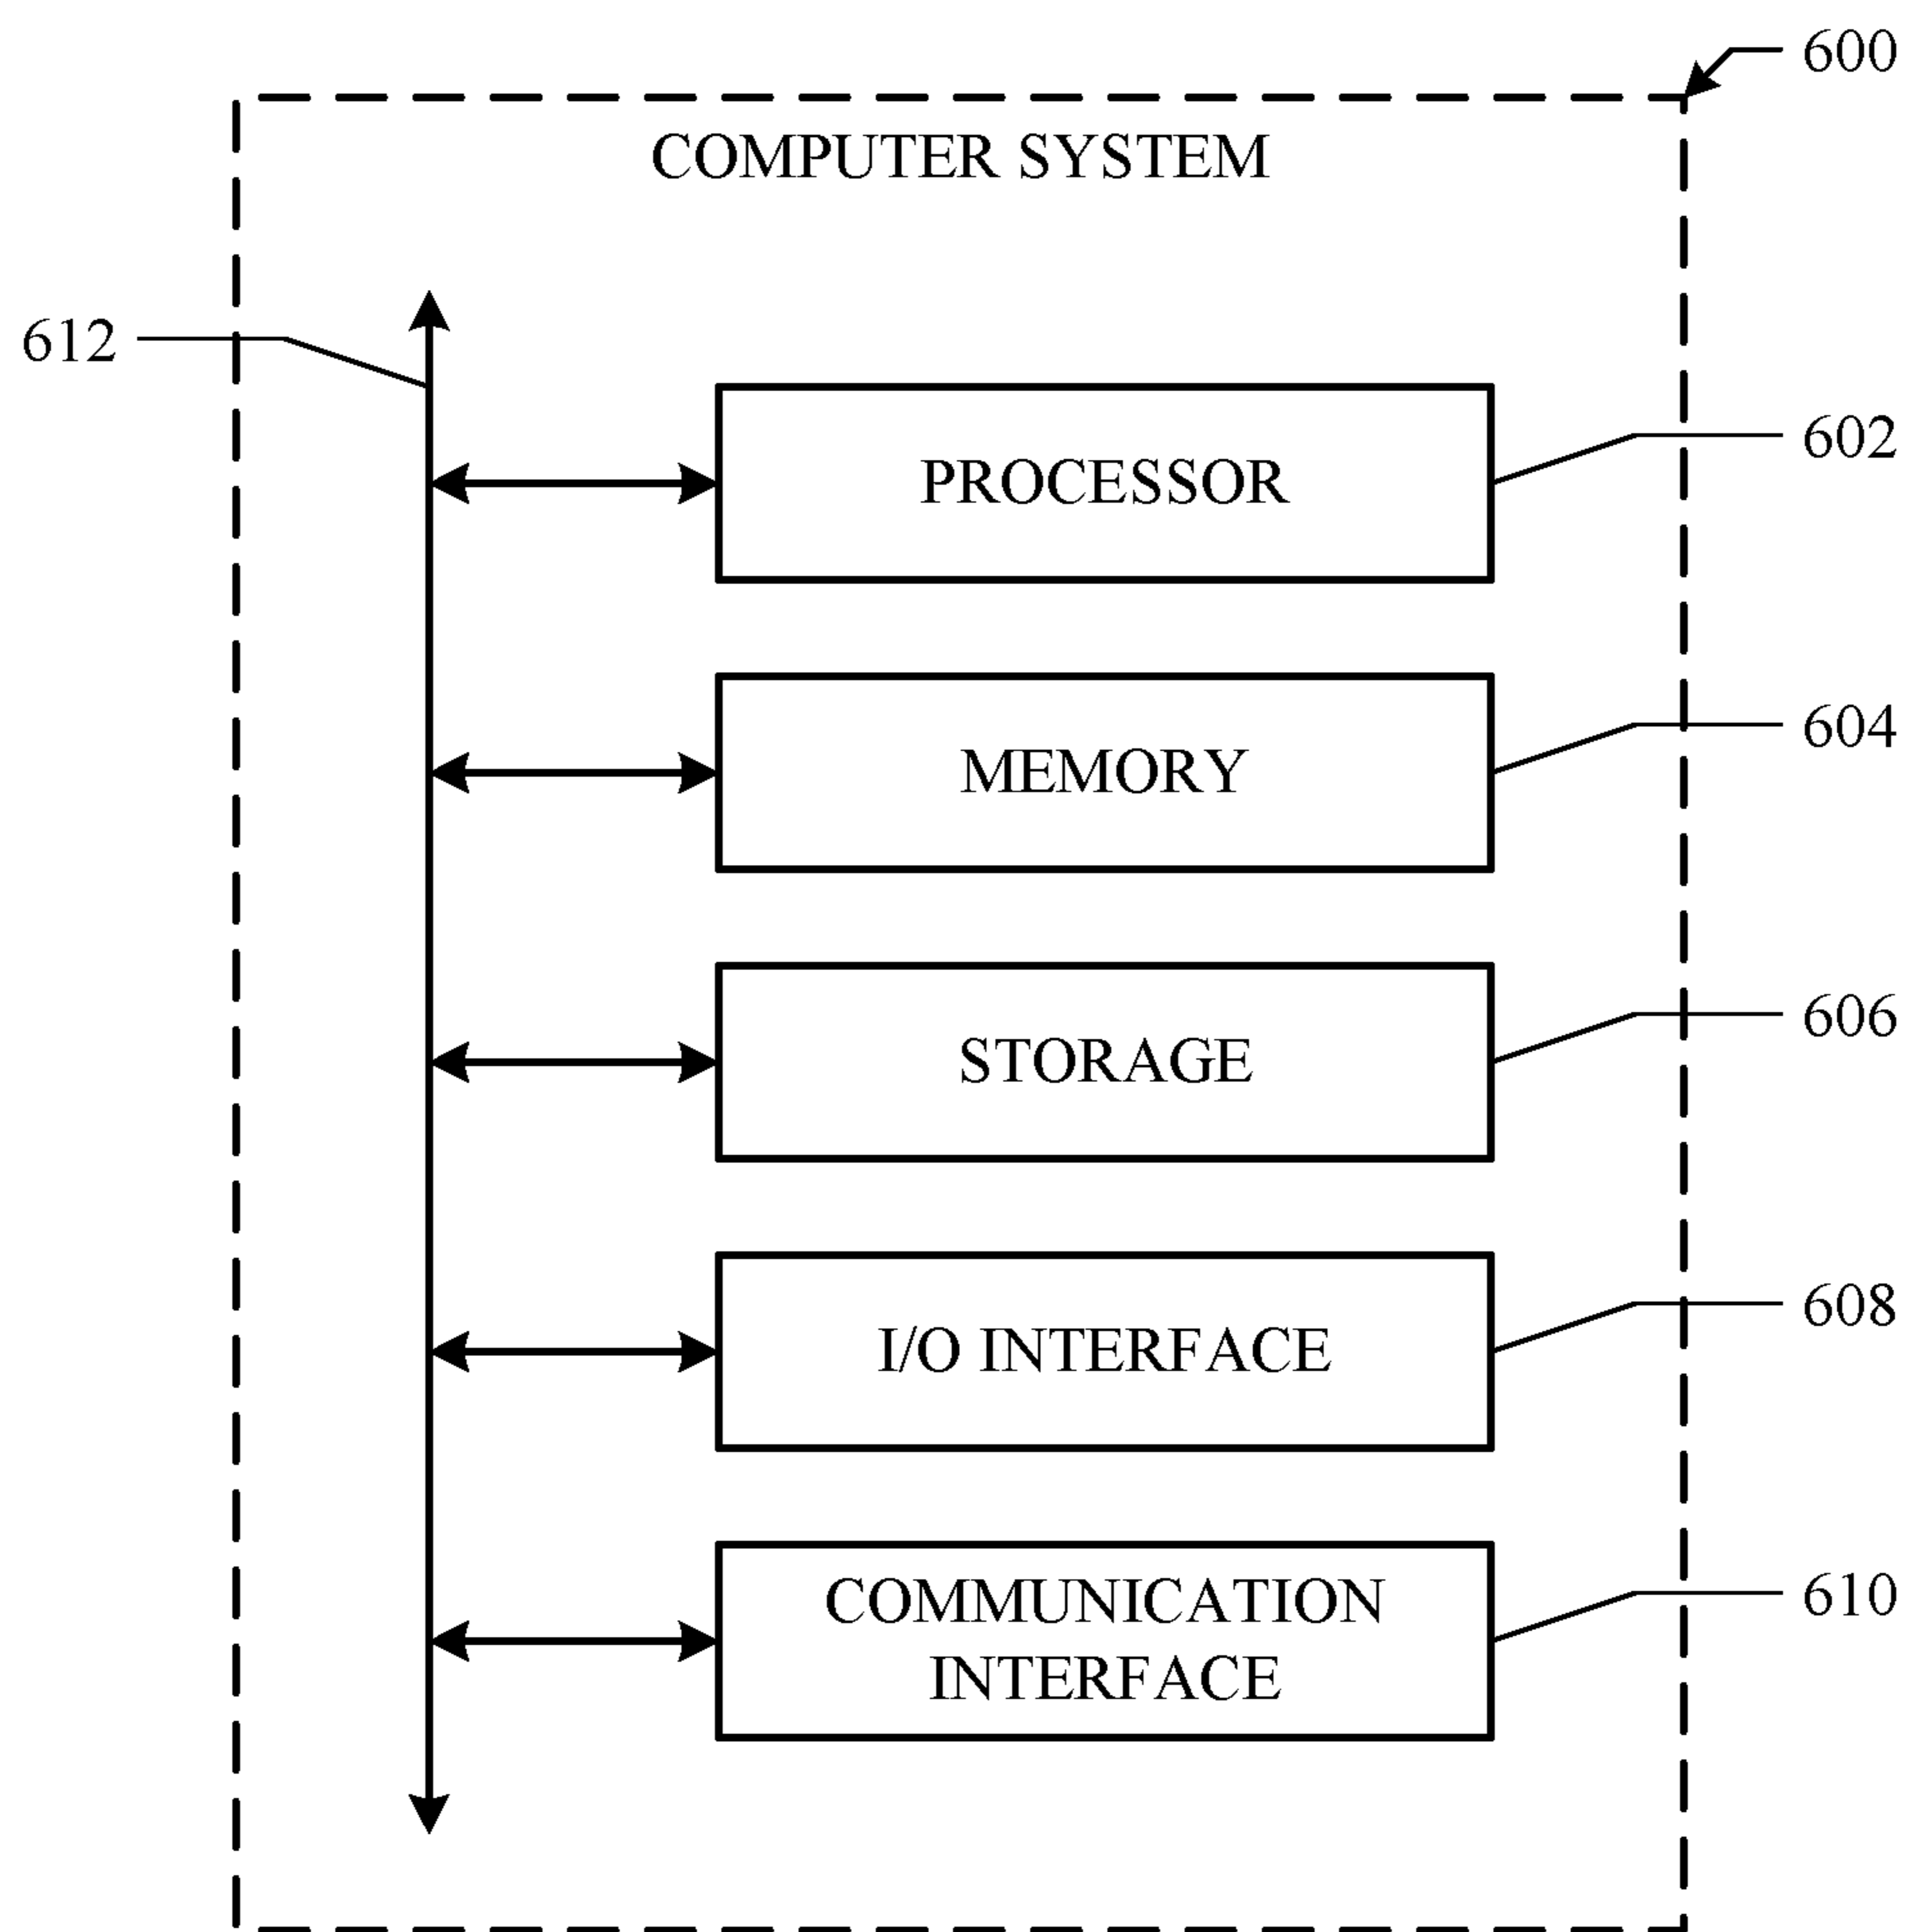 600
COMPUTER SYSTEM
612
602
PROCESSOR
604
MEMORY
606
STORAGE
608
I/O INTERFACE
610
COMMUNICATION
INTERFACE